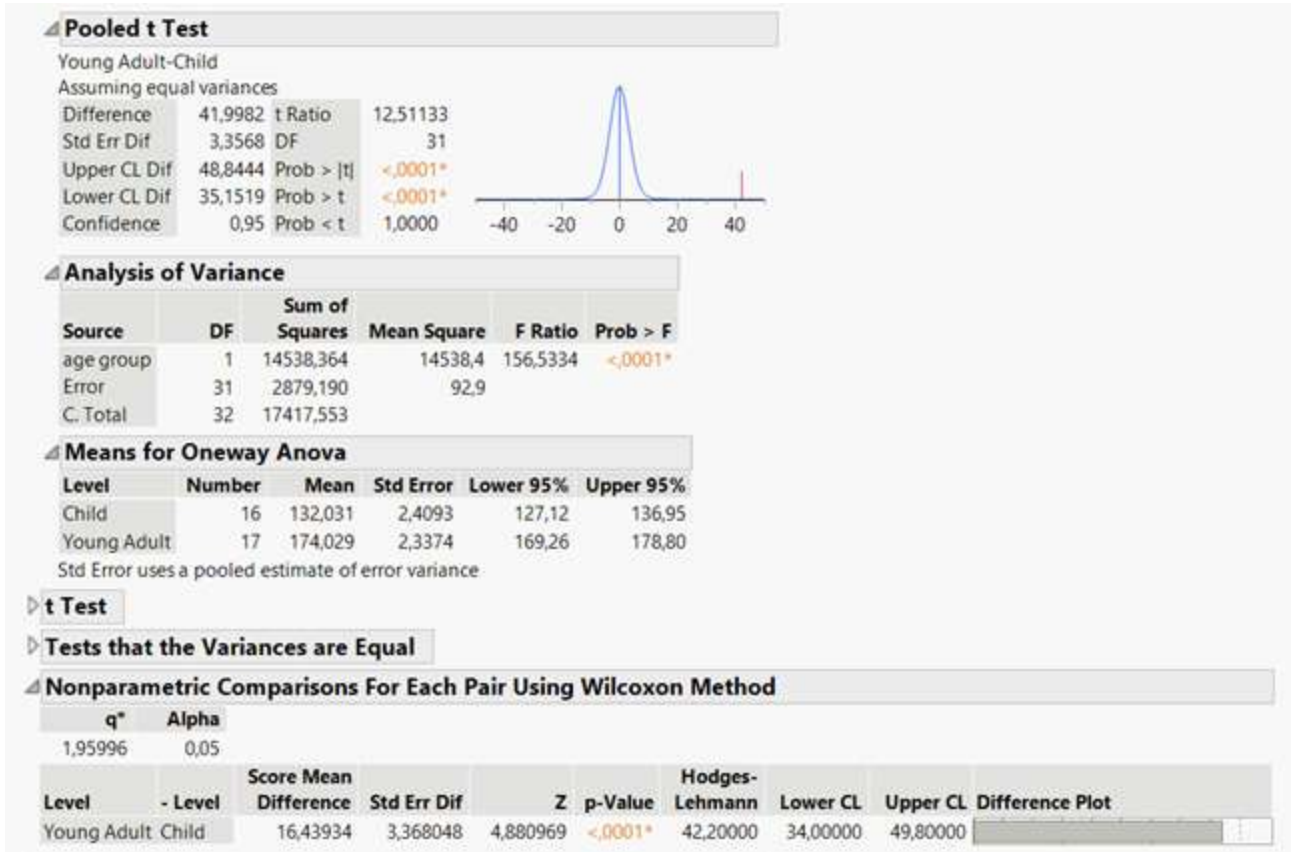 Pooled t Test
Young Adult-Child
Assuming equal variances
Difference 41,9982 t Ratio 12,51133
Std Err Dif 3,3568 DF 31
Upper CL Dif 48,8444 Prob > |t| <,0001*
Lower CL Dif 35,1519 Prob > t <,0001*
Confidence 0,95 Prob < t 1,0000
-40 -20 0 20 40
Analysis of Variance
Sum of
Source DF Squares Mean Square F Ratio Prob > F
age group 1 14538,364 14538,4 156,5334 <,0001*
Error 31 2879,190 92,9
C. Total 32 17417,553
Means for Oneway Anova
Level Number Mean Std Error Lower 95% Upper 95%
Child 16 132,031 2,4093 127,12 136,95
Young Adult 17 174,029 2,3374 169,26 178,80
Std Error uses a pooled estimate of error variance
t Test
Tests that the Variances are Equal
Nonparametric Comparisons For Each Pair Using Wilcoxon Method
q* Alpha
1,95996 0,05
Score Mean Hodges-
Level - Level Difference Std Err Dif Z p-Value Lehmann Lower CL Upper CL Difference Plot
Young Adult Child 16,43934 3,368048 4,880969 <,0001* 42,20000 34,00000 49,80000